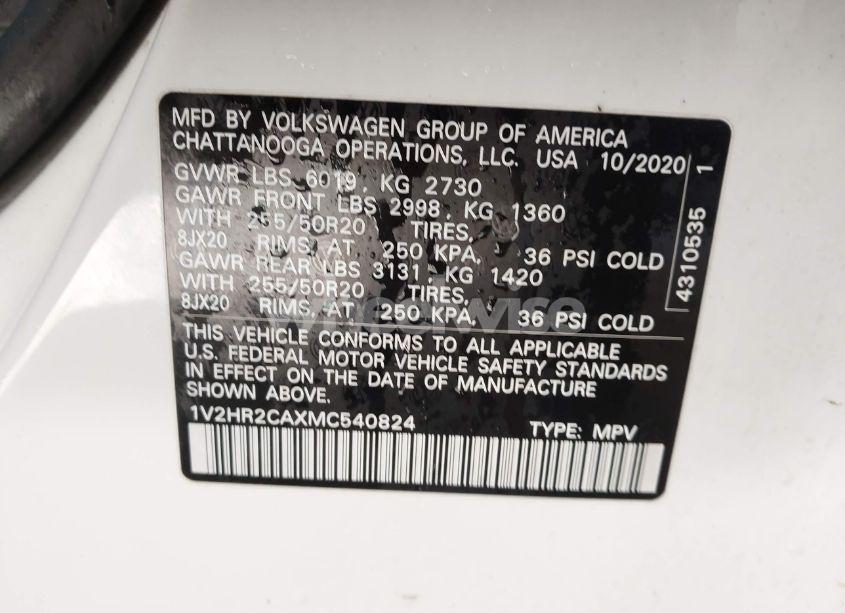 MFD BY VOLKSWAGEN GROUP OF AMERICA
CHATTANOOGA OPERATIONS, LLC. USA 10/2020
GVWR LBS 6019, KG 2730
GAWR FRONT LBS 2998, KG 1360
WITH 255/50R20 TIRES,
8JX20 RIMS, AT 250 KPA, 36 PSI COLD
GAWR REAR LBS 3131, KG 1420
WITH 255/50R20 TIRES,
8JX20 RIMS, AT 250 KPA, 36 PSI COLD
THIS VEHICLE CONFORMS TO ALL APPLICABLE
U.S. FEDERAL MOTOR VEHICLE SAFETY STANDARDS
IN EFFECT ON THE DATE OF MANUFACTURE
SHOWN ABOVE.
1V2HR2CAXMC540824 TYPE: MPV
4310535 1